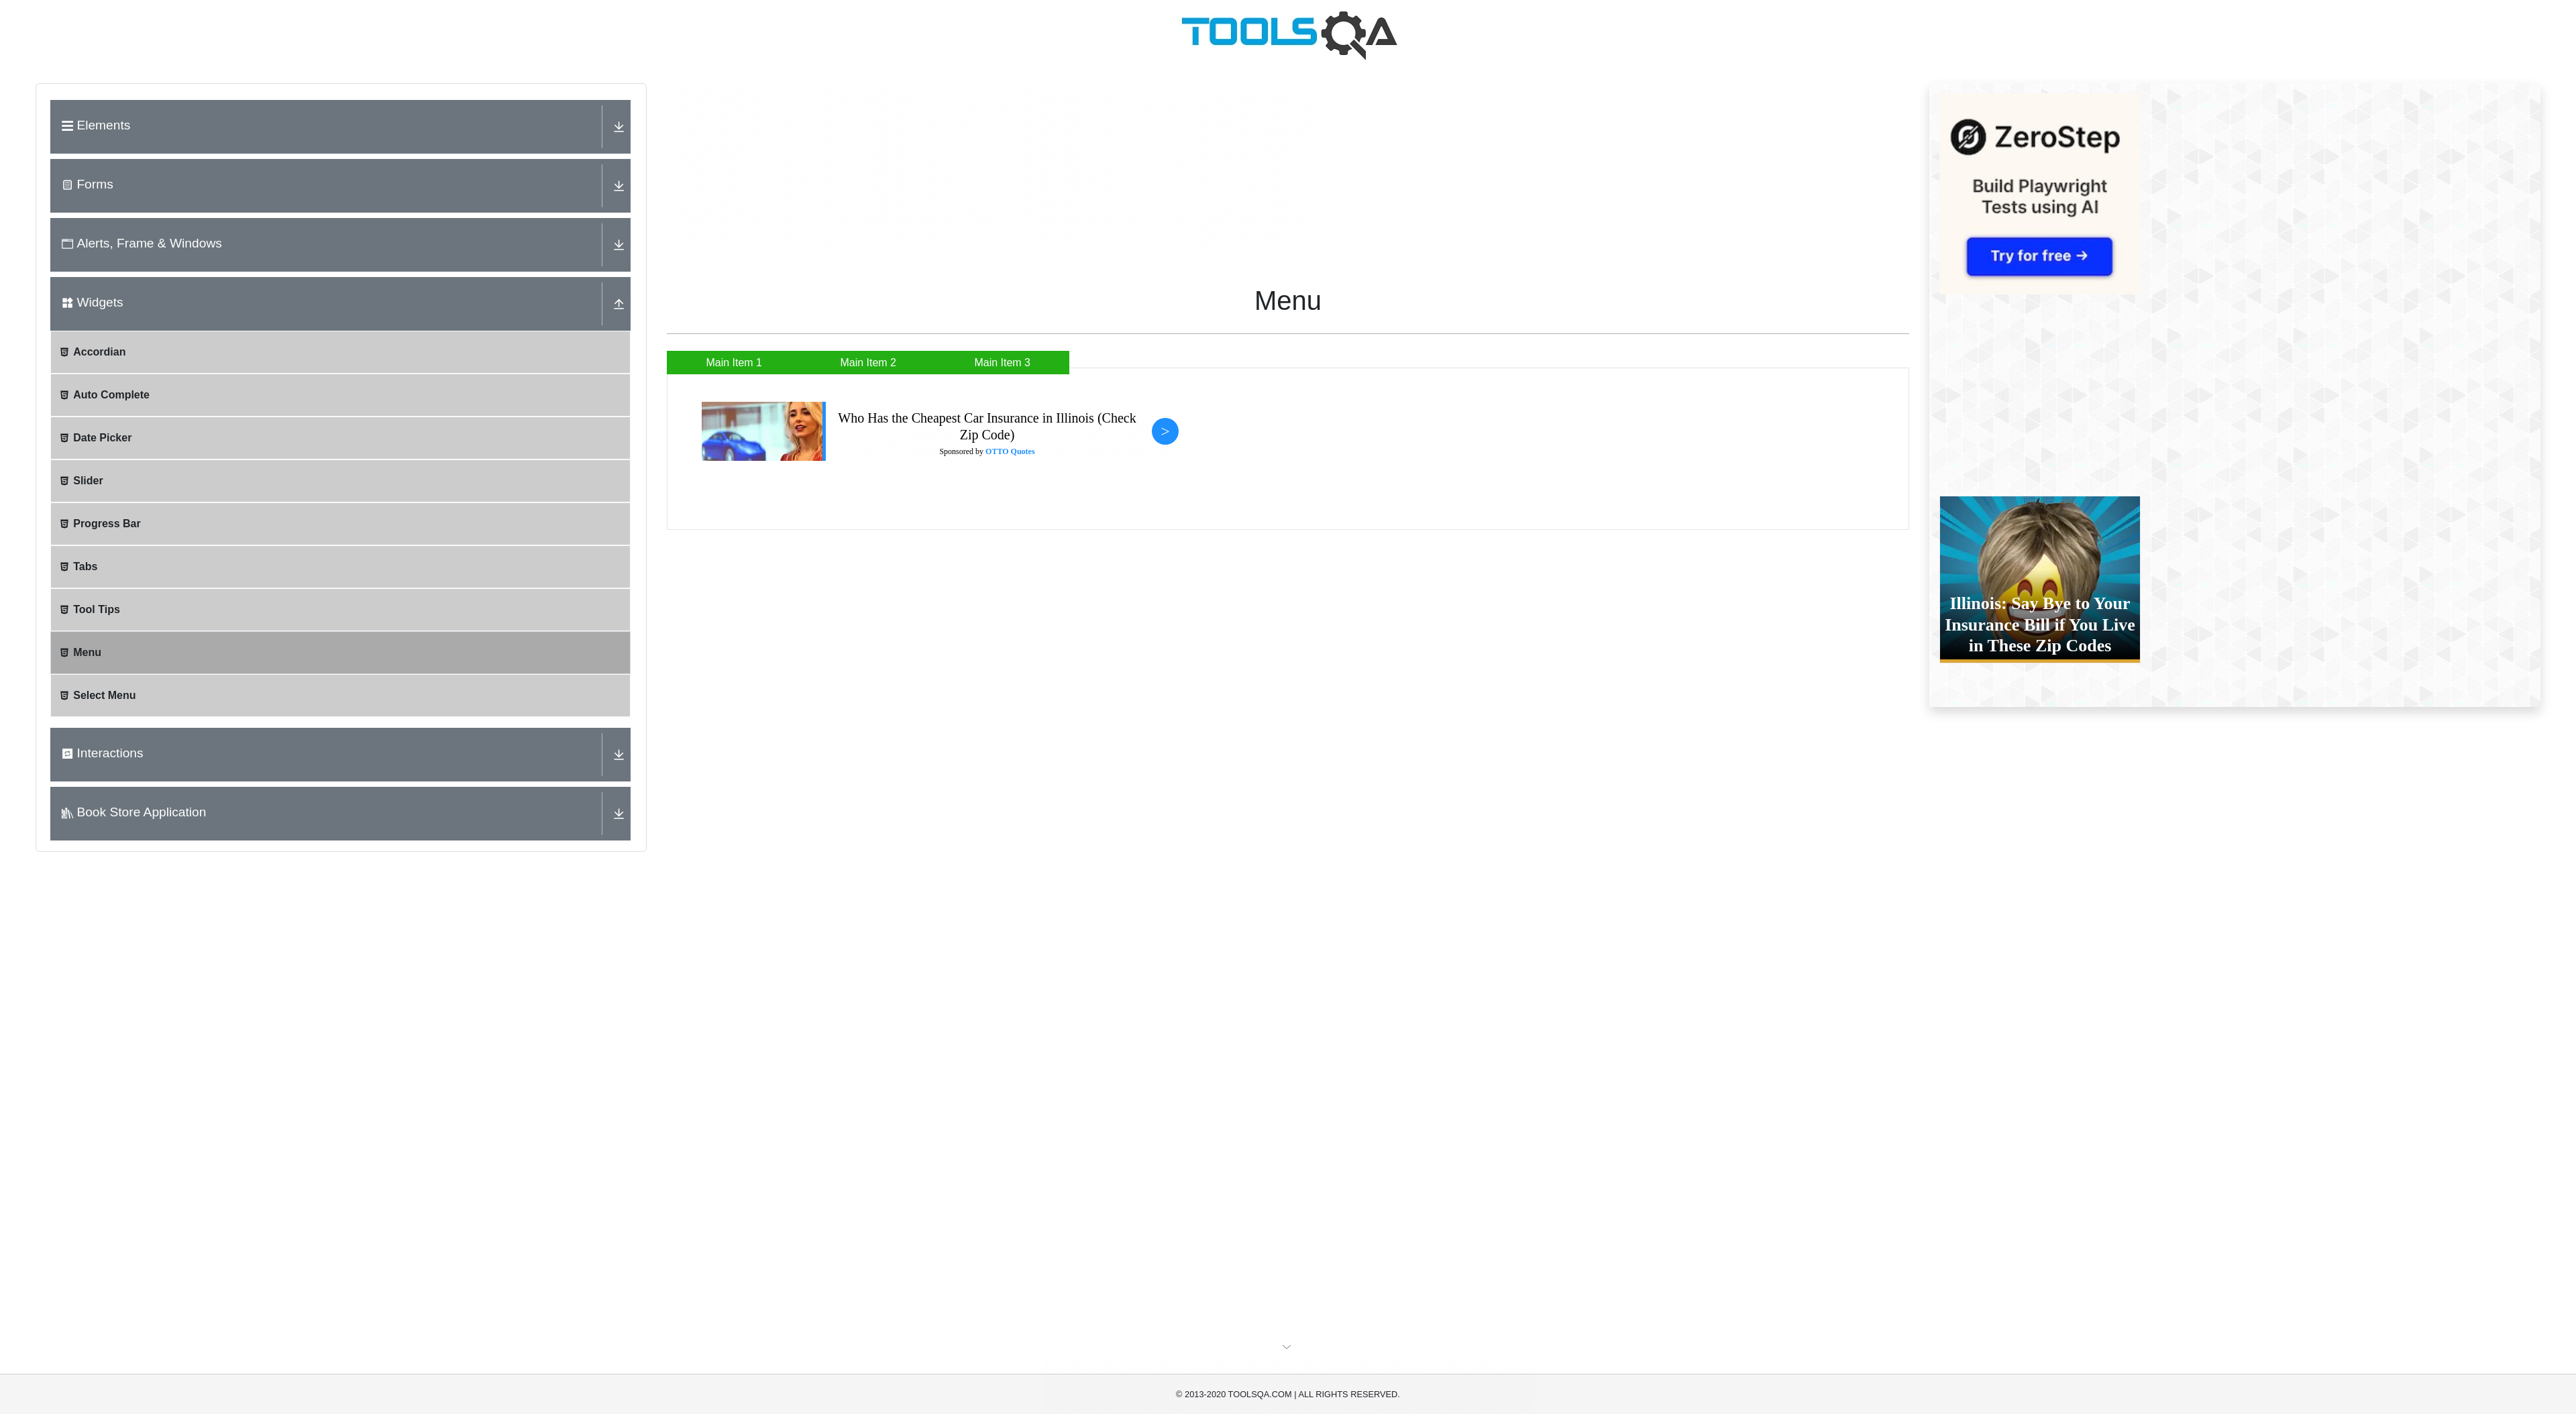 TOOLSQA
Elements
Forms
Alerts, Frame & Windows
Widgets
Accordian
Auto Complete
Date Picker
Slider
Progress Bar
Tabs
Tool Tips
Menu
Select Menu
Interactions
Book Store Application
Menu
Main Item 1
Main Item 2
Main Item 3
Who Has the Cheapest Car Insurance in Illinois (Check
Zip Code)
Sponsored by OTTO Quotes
>
ZeroStep
Build Playwright
Tests using AI
Try for free →
Illinois: Say Bye to Your
Insurance Bill if You Live
in These Zip Codes
© 2013-2020 TOOLSQA.COM | ALL RIGHTS RESERVED.